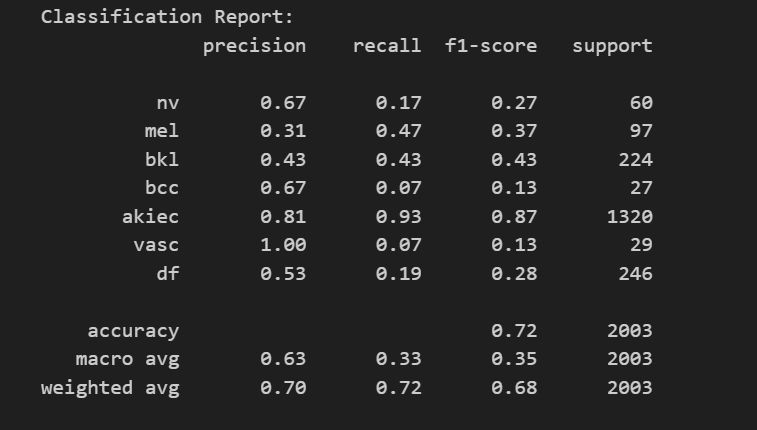 Classification Report:
precision recall f1-score support
nv 0.67 0.17 0.27 60
mel 0.31 0.47 0.37 97
bkl 0.43 0.43 0.43 224
bcc 0.67 0.07 0.13 27
akiec 0.81 0.93 0.87 1320
vasc 1.00 0.07 0.13 29
df 0.53 0.19 0.28 246
accuracy 0.72 2003
macro avg 0.63 0.33 0.35 2003
weighted avg 0.70 0.72 0.68 2003